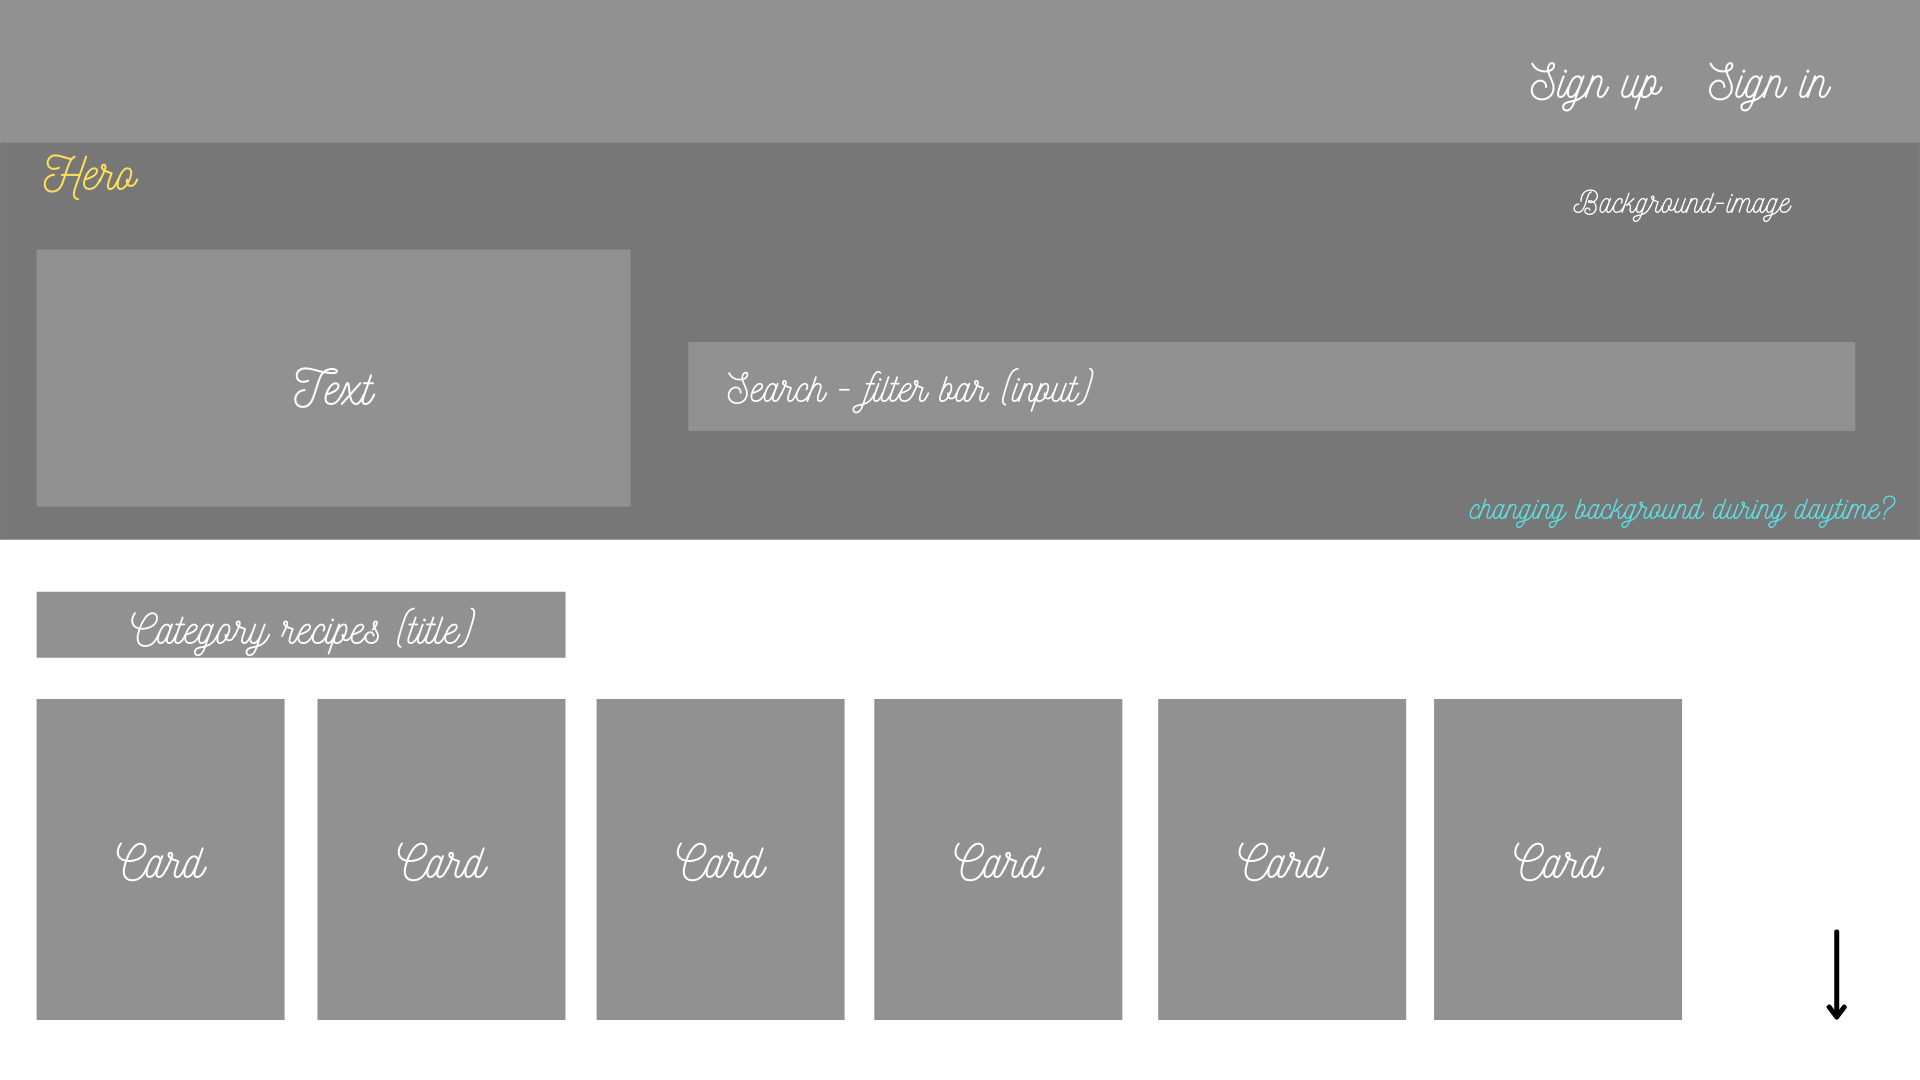 Sign up Sign in
Hero
Background-image
Text
Search - filter bar (input)
changing background during daytime?
Category recipes (title)
Card Card Card Card Card Card